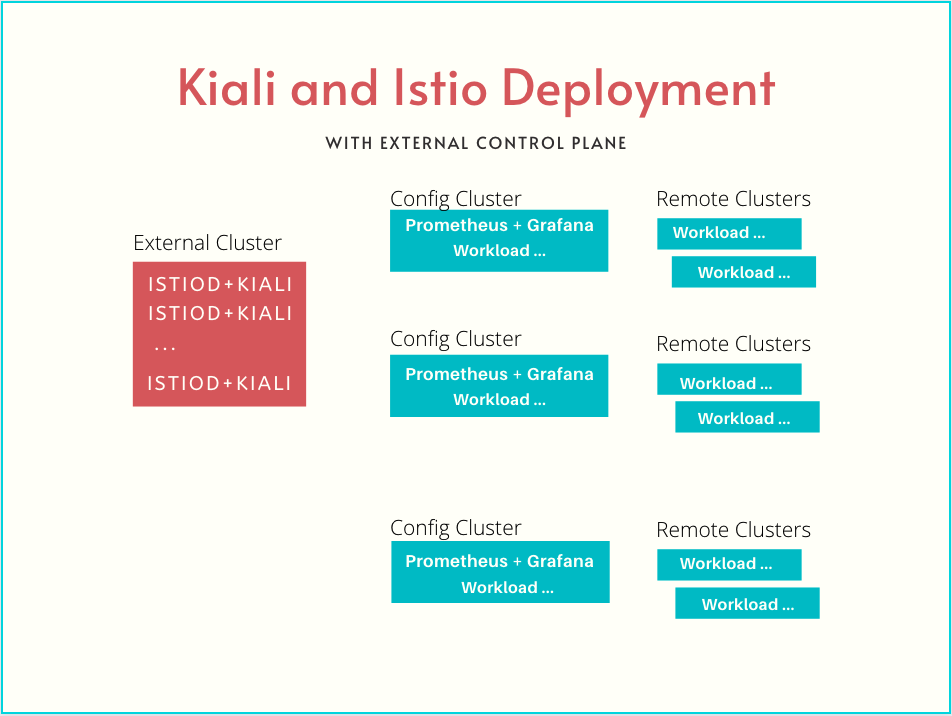 Kiali and Istio Deployment
WITH EXTERNAL CONTROL PLANE
External Cluster
ISTIOD+KIALI
ISTIOD+KIALI
...
ISTIOD+KIALI
Config Cluster
Prometheus + Grafana
Workload ...
Remote Clusters
Workload ...
Workload ...
Config Cluster
Prometheus + Grafana
Workload ...
Remote Clusters
Workload ...
Workload ...
Config Cluster
Prometheus + Grafana
Workload ...
Remote Clusters
Workload ...
Workload ...